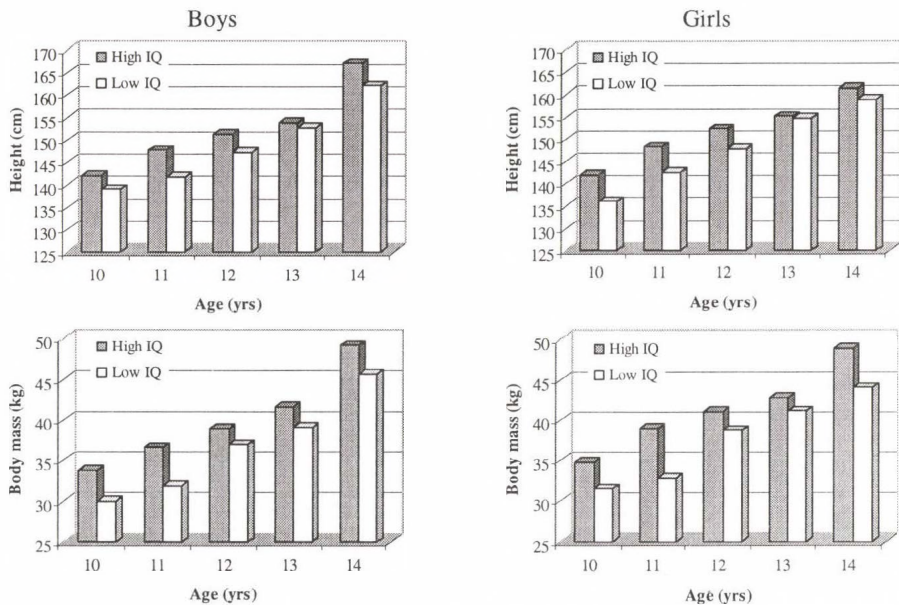 Boys
High IQ
Low IQ
Height (cm)
170
165
160
155
150
145
140
135
130
125
10 11 12 13 14
Age (yrs)
Girls
High IQ
Low IQ
Height (cm)
170
165
160
155
150
145
140
135
130
125
10 11 12 13 14
Age (yrs)
High IQ
Low IQ
Body mass (kg)
50
45
40
35
30
25
10 11 12 13 14
Age (yrs)
High IQ
Low IQ
Body mass (kg)
50
45
40
35
30
25
10 11 12 13 14
Age (yrs)